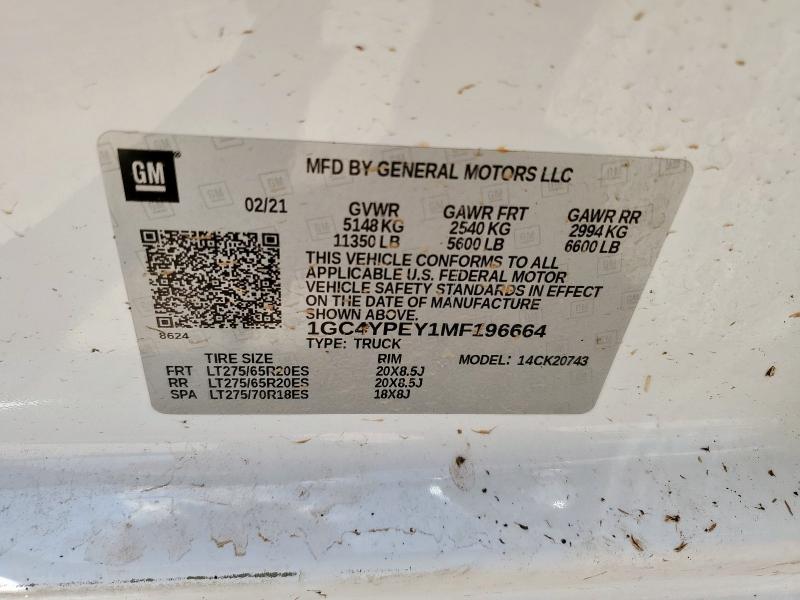 GM
MFD BY GENERAL MOTORS LLC
02/21
GVWR GAWR FRT GAWR RR
5148 KG 2540 KG 2994 KG
11350 LB 5600 LB 6600 LB
THIS VEHICLE CONFORMS TO ALL
APPLICABLE U.S. FEDERAL MOTOR
VEHICLE SAFETY STANDARDS IN EFFECT
ON THE DATE OF MANUFACTURE
SHOWN ABOVE.
8624
1GC4YPEY1MF196664
TYPE: TRUCK
TIRE SIZE RIM MODEL: 14CK20743
FRT LT275/65R20ES 20X8.5J
RR LT275/65R20ES 20X8.5J
SPA LT275/70R18ES 18X8J